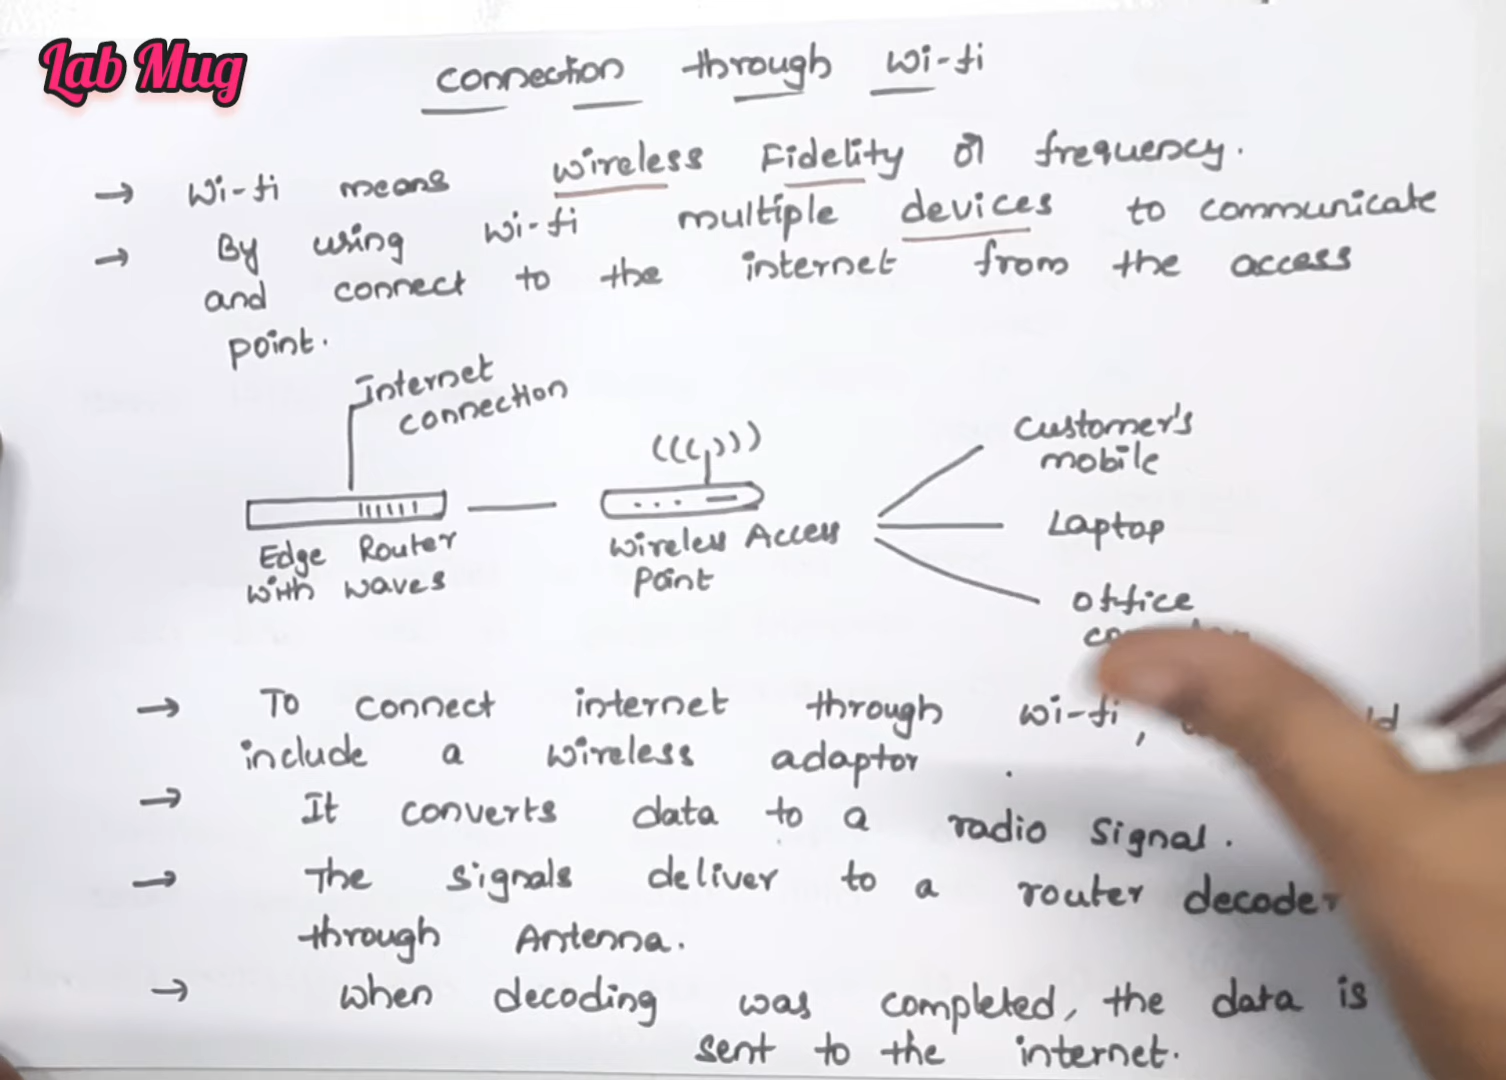 Lab Mug
connection through wi-fi
→ wi-fi means wireless Fidelity or frequency.
→ By using wi-fi multiple devices to communicate
and connect to the internet from the access
point.
Internet
connection
Edge Router
with waves
wireless Access
Point
customer's
mobile
Laptop
office
→ To connect internet through wi-fi,
include a wireless adaptor.
→ It converts data to a radio signal.
→ The signals deliver to a router decoder
through Antenna.
→ when decoding was completed, the data is
sent to the internet.